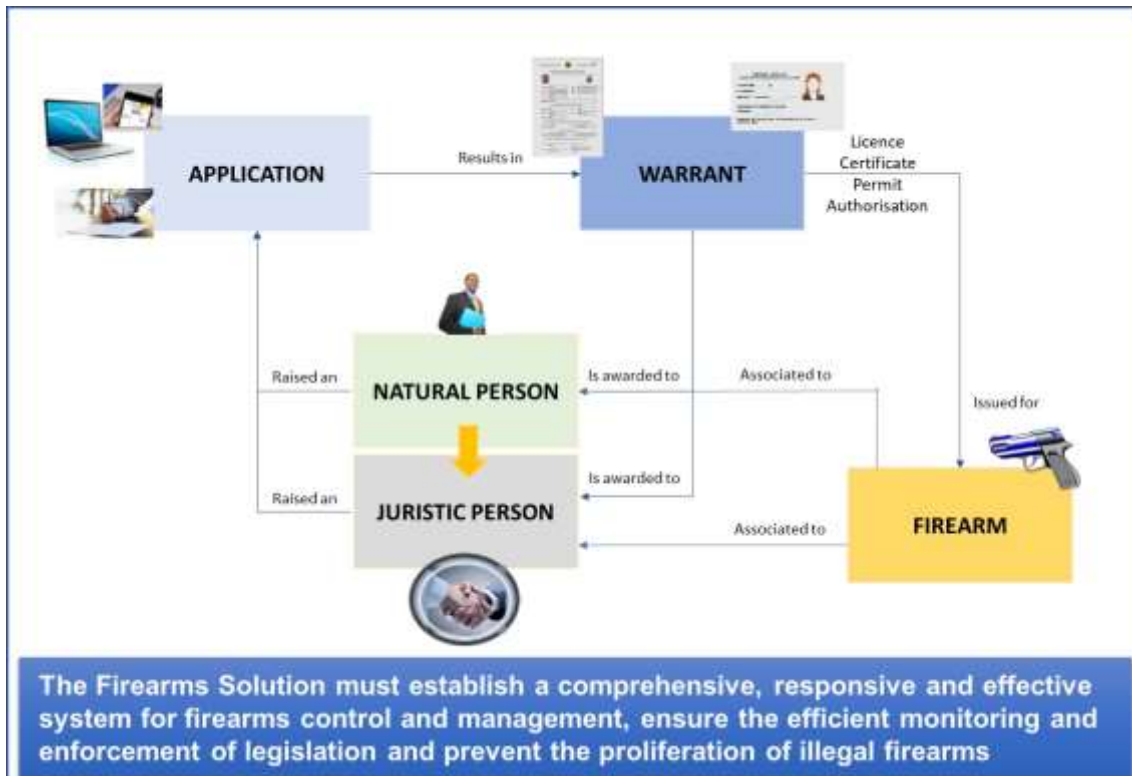 APPLICATION
Results in
WARRANT
Licence
Certificate
Permit
Authorisation
Raised an
NATURAL PERSON
Is awarded to
Associated to
Issued for
Raised an
JURISTIC PERSON
Is awarded to
Associated to
FIREARM
The Firearms Solution must establish a comprehensive, responsive and effective
system for firearms control and management, ensure the efficient monitoring and
enforcement of legislation and prevent the proliferation of illegal firearms